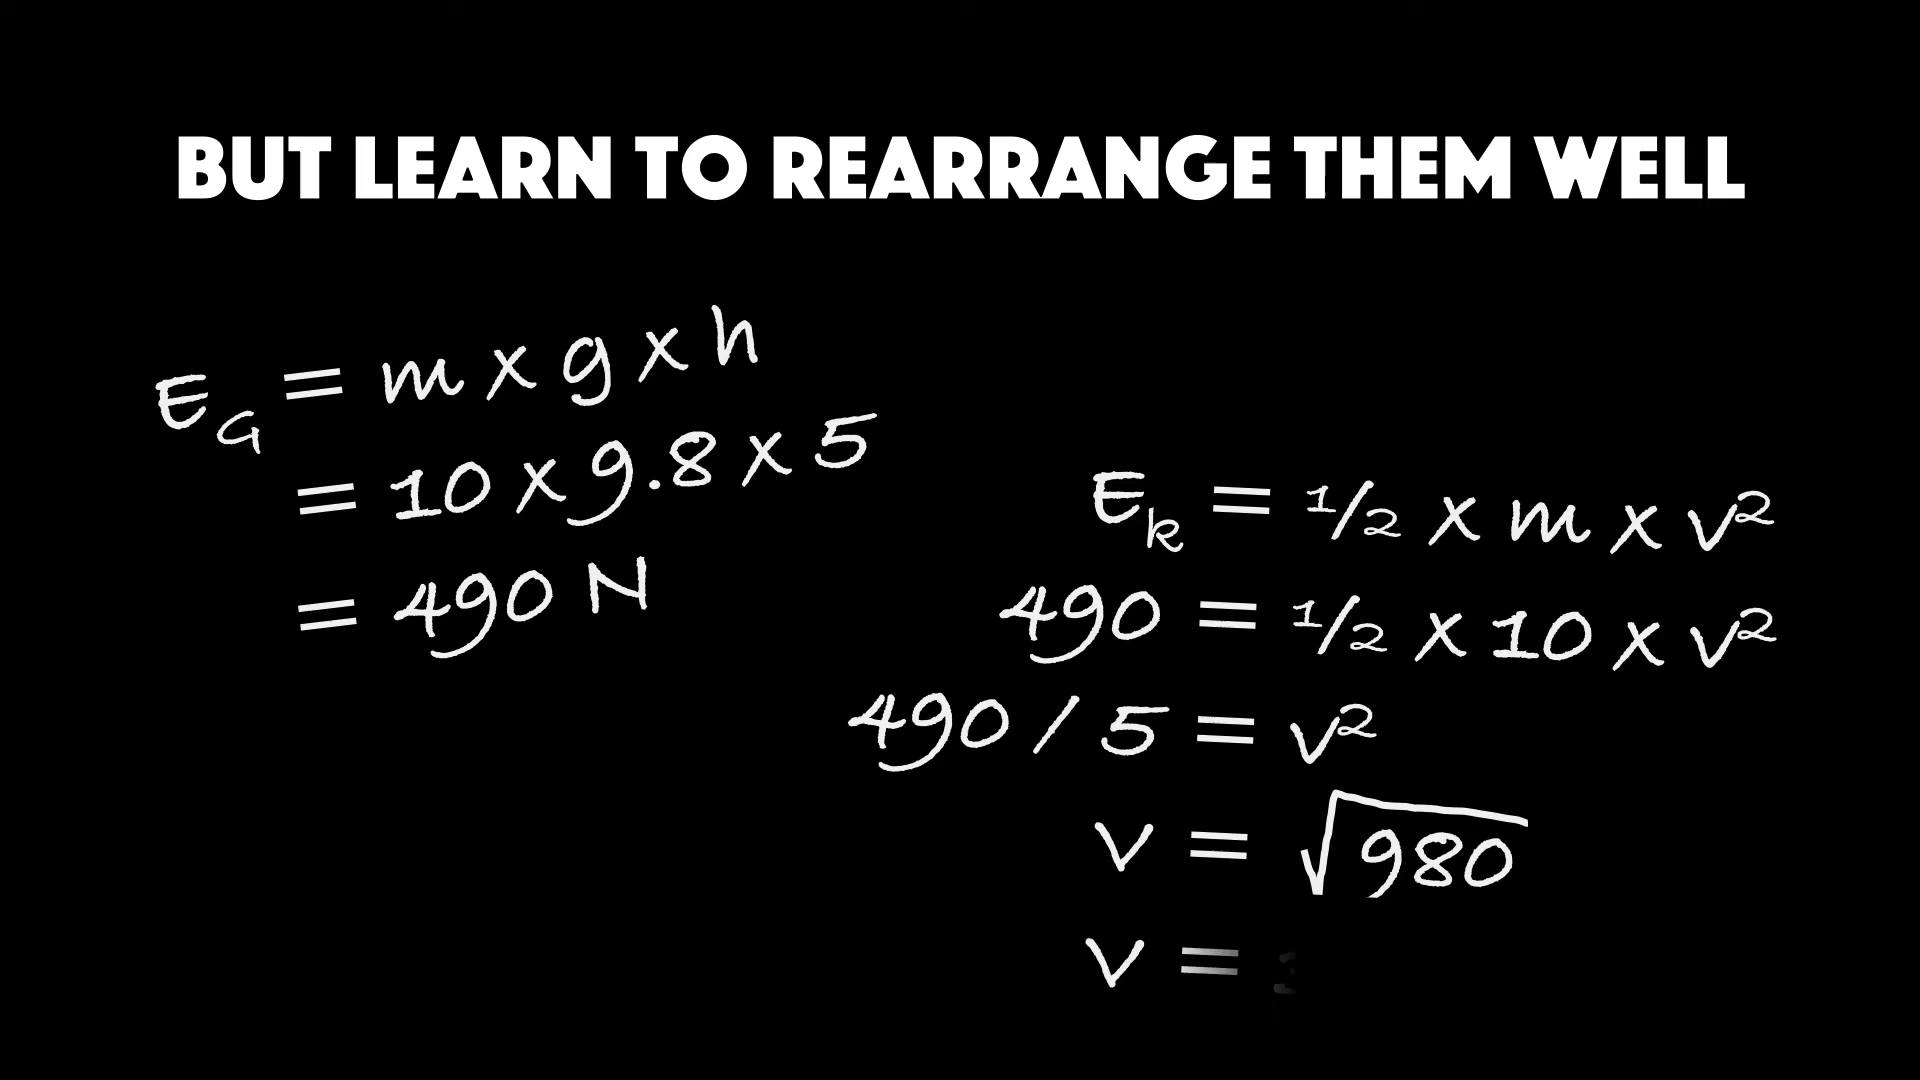 BUT LEARN TO REARRANGE THEM WELL
E_G = m x g x h
= 10 x 9.8 x 5
= 490 N
E_k = 1/2 x m x v²
490 = 1/2 x 10 x v²
490 / 5 = v²
v = √980
v =